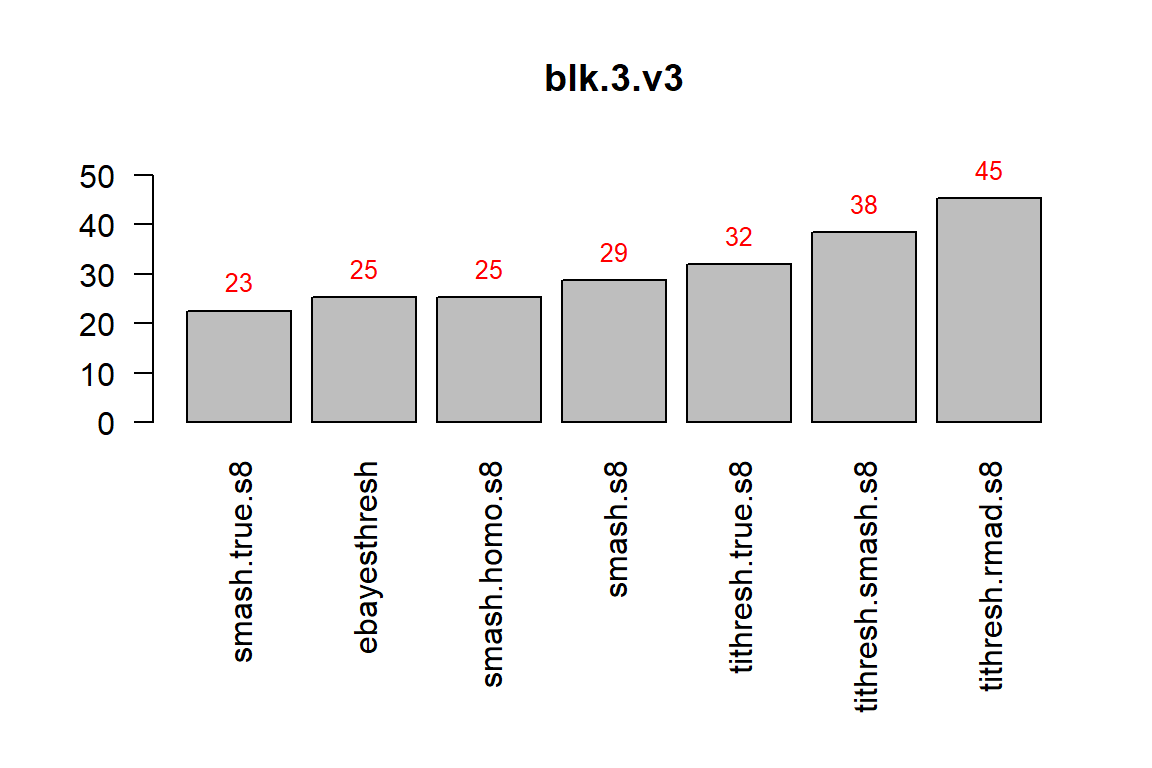 blk.3.v3
50
40
30
20
10
0
23
25
25
29
32
38
45
smash.true.s8
ebayesthresh
smash.homo.s8
smash.s8
tithresh.true.s8
tithresh.smash.s8
tithresh.rmad.s8